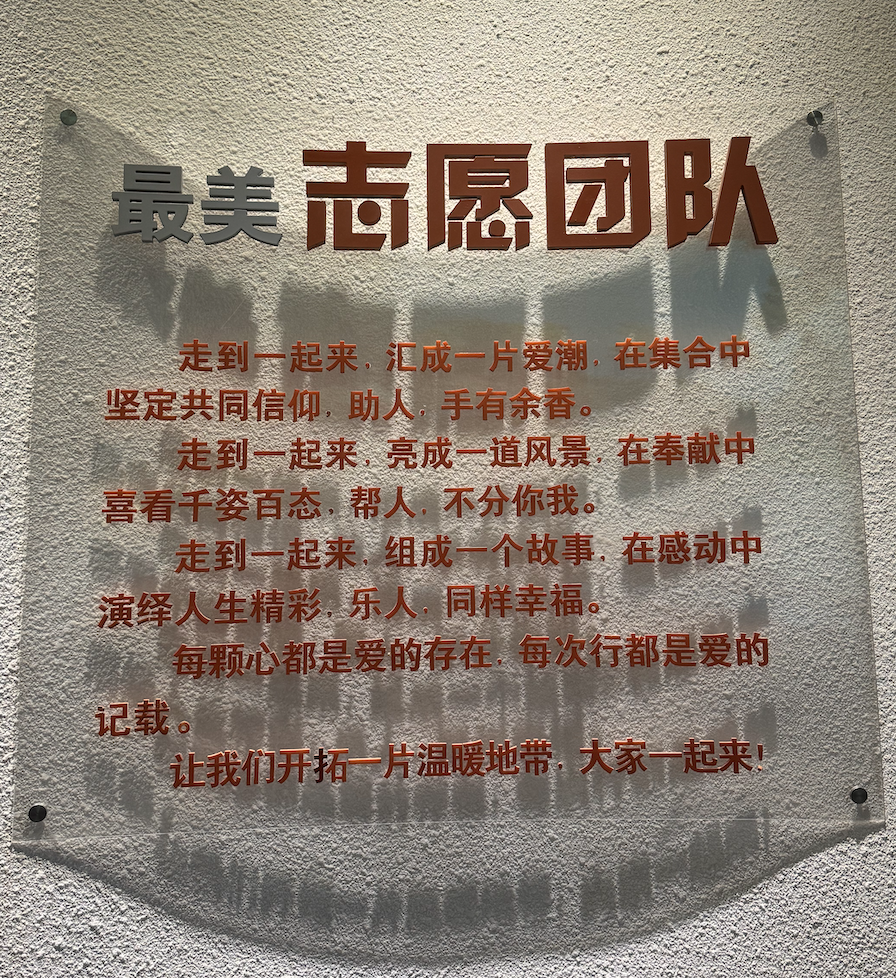 最美 志愿团队
走到一起来，汇成一片爱潮，在集合中
坚定共同信仰，助人，手有余香。
走到一起来，亮成一道风景，在奉献中
喜看千姿百态，帮人，不分你我。
走到一起来，组成一个故事，在感动中
演绎人生精彩，乐人，同样幸福。
每颗心都是爱的存在，每次行都是爱的
记载。
让我们开拓一片温暖地带，大家一起来！